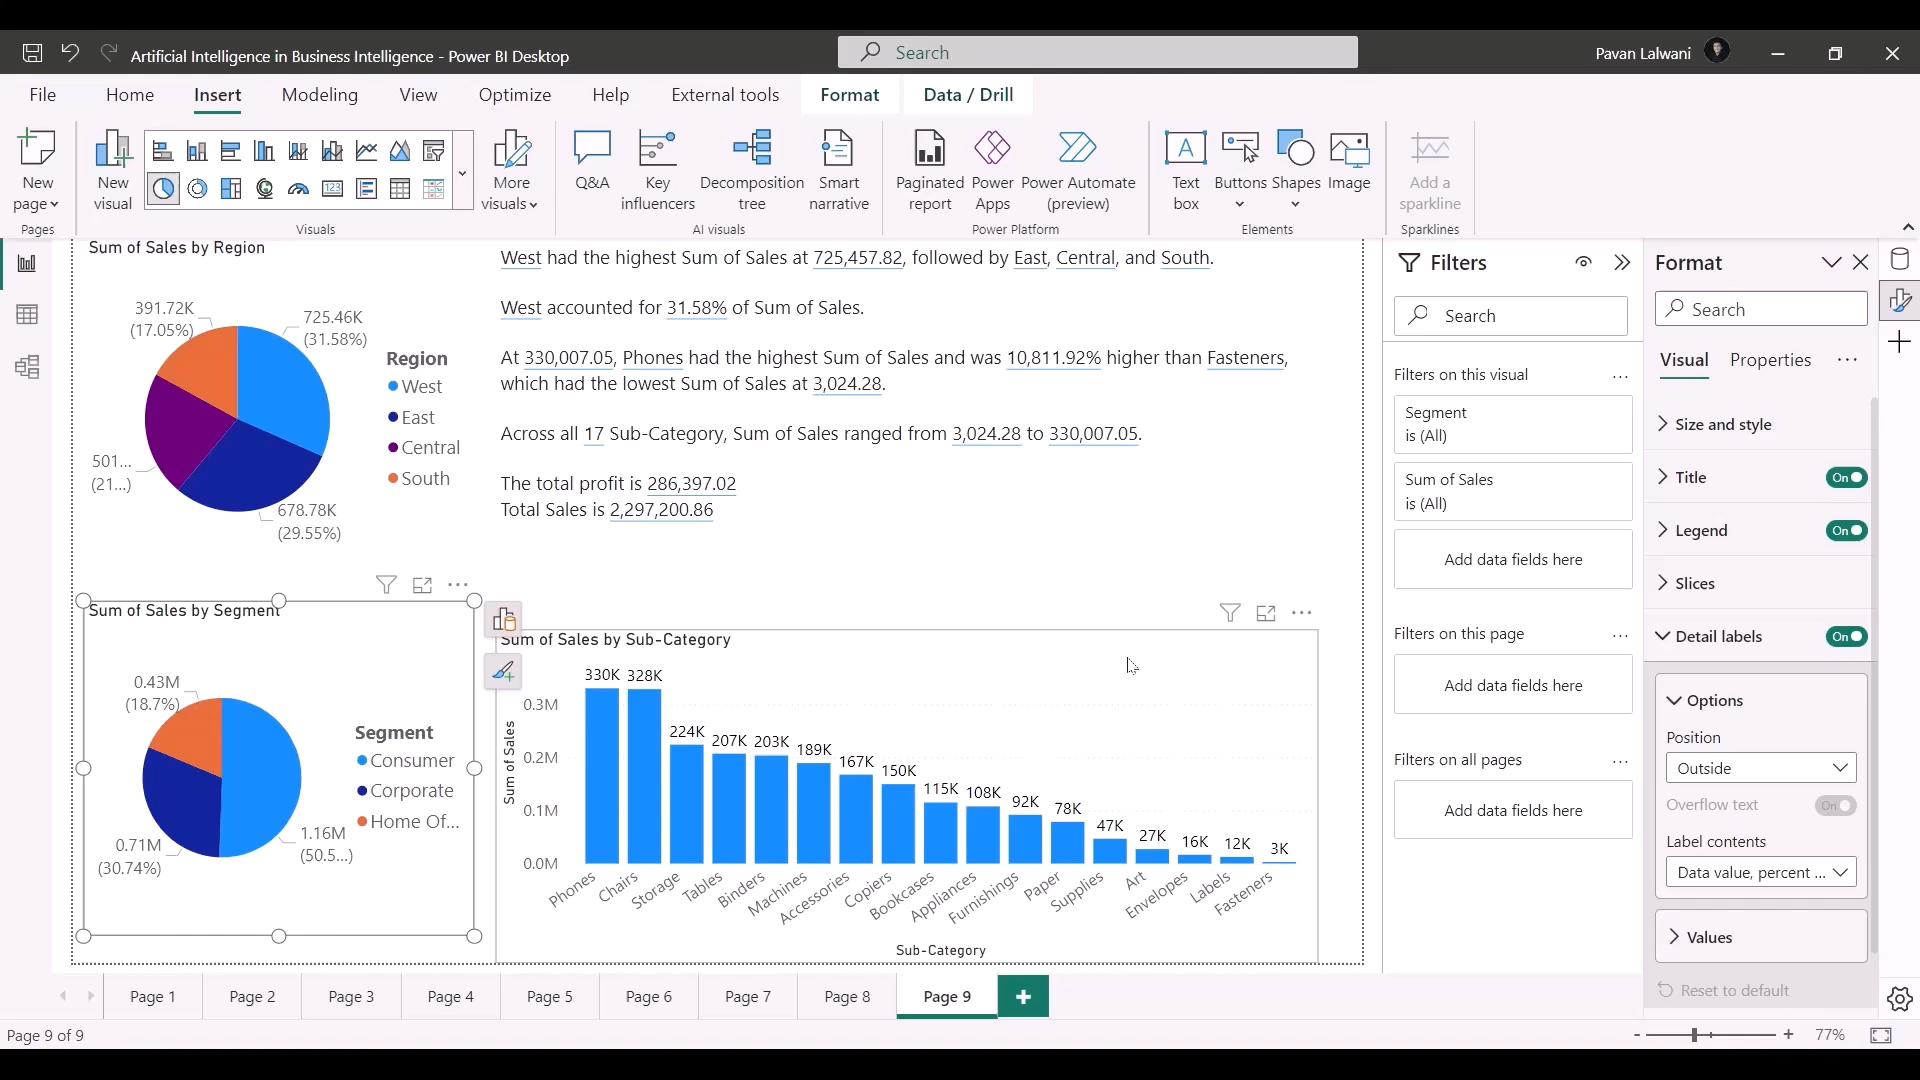 Artificial Intelligence in Business Intelligence - Power BI Desktop
Search
Pavan Lalwani
File
Home
Insert
Modeling
View
Optimize
Help
External tools
Format
Data / Drill
New page
New visual
123
More visuals
Q&A
Key influencers
Decomposition tree
Smart narrative
Paginated report
Power Apps
Power Automate (preview)
A
Text box
Buttons
Shapes
Image
Add a sparkline
Pages
Visuals
AI visuals
Power Platform
Elements
Sparklines
Sum of Sales by Region
391.72K
(17.05%)
725.46K
(31.58%)
501...
(21...)
678.78K
(29.55%)
Region
West
East
Central
South
West had the highest Sum of Sales at 725,457.82, followed by East, Central, and South.
West accounted for 31.58% of Sum of Sales.
At 330,007.05, Phones had the highest Sum of Sales and was 10,811.92% higher than Fasteners,
which had the lowest Sum of Sales at 3,024.28.
Across all 17 Sub-Category, Sum of Sales ranged from 3,024.28 to 330,007.05.
The total profit is 286,397.02
Total Sales is 2,297,200.86
Sum of Sales by Segment
0.43M
(18.7%)
0.71M
(30.74%)
1.16M
(50.5...)
Segment
Consumer
Corporate
Home Of...
Sum of Sales by Sub-Category
Sum of Sales
0.3M
0.2M
0.1M
0.0M
330K
328K
224K
207K
203K
189K
167K
150K
115K
108K
92K
78K
47K
27K
16K
12K
3K
Phones
Chairs
Storage
Tables
Binders
Machines
Accessories
Copiers
Bookcases
Appliances
Furnishings
Paper
Supplies
Art
Envelopes
Labels
Fasteners
Sub-Category
Filters
Search
Filters on this visual
...
Segment
is (All)
Sum of Sales
is (All)
Add data fields here
Filters on this page
...
Add data fields here
Filters on all pages
...
Add data fields here
Format
Search
Visual
Properties
...
Size and style
Title
On
Legend
On
Slices
Detail labels
On
Options
Position
Outside
Overflow text
On
Label contents
Data value, percent ...
Values
Reset to default
Page 1
Page 2
Page 3
Page 4
Page 5
Page 6
Page 7
Page 8
Page 9
+
Page 9 of 9
-
+
77%